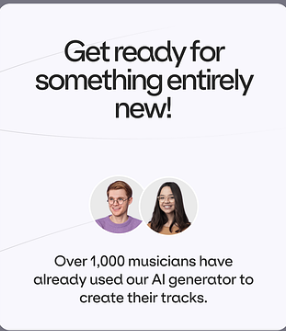 Get ready for
something entirely
new!
Over 1,000 musicians have
already used our AI generator to
create their tracks.